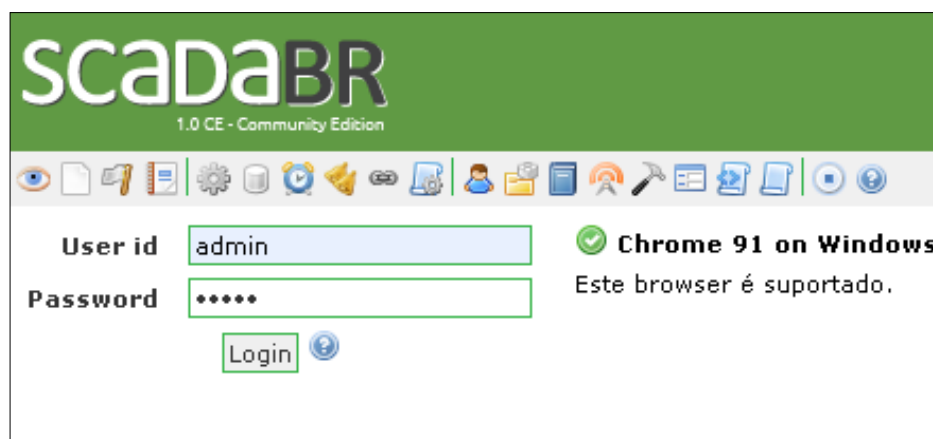 scaDaBR
1.0 CE - Community Edition
User id
admin
Chrome 91 on Windows
Password
•••••
Este browser é suportado.
Login